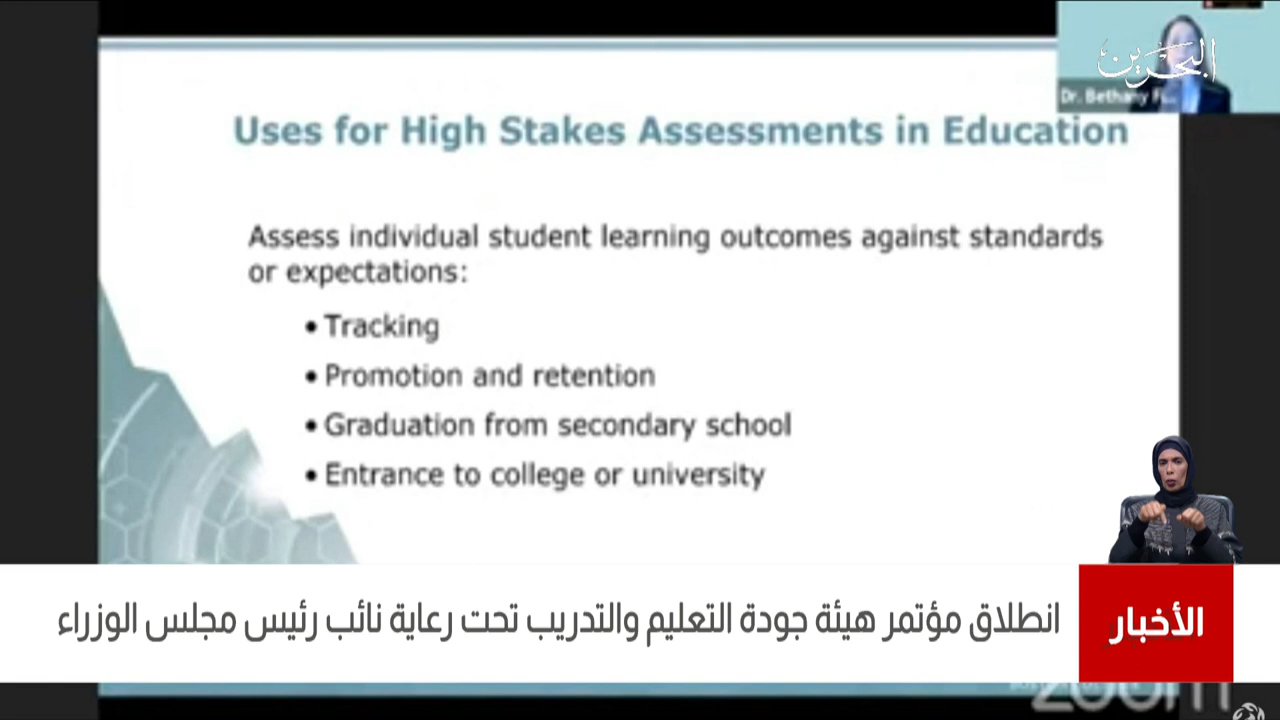 البحرين
Dr. Bethany
Uses for High Stakes Assessments in Education
Assess individual student learning outcomes against standards
or expectations:
• Tracking
• Promotion and retention
• Graduation from secondary school
• Entrance to college or university
الأخبار
انطلاق مؤتمر هيئة جودة التعليم والتدريب تحت رعاية نائب رئيس مجلس الوزراء
zoom